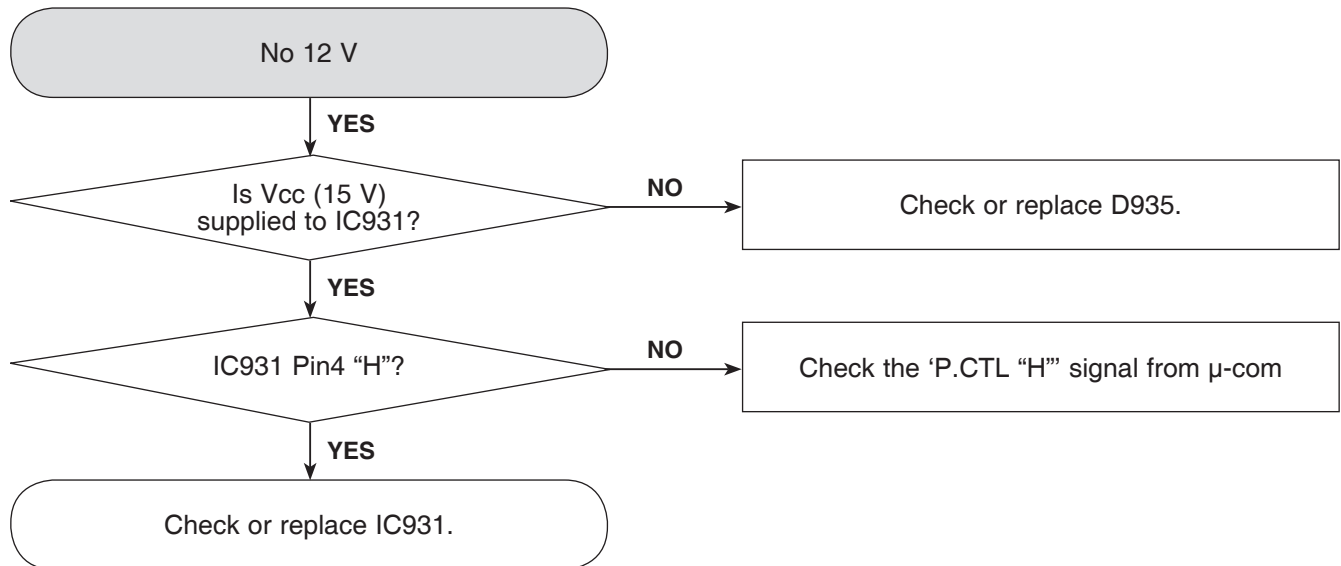 No 12 V
YES
Is Vcc (15 V)
supplied to IC931?
NO
Check or replace D935.
YES
IC931 Pin4 “H”?
NO
Check the ‘P.CTL “H”’ signal from µ-com
YES
Check or replace IC931.